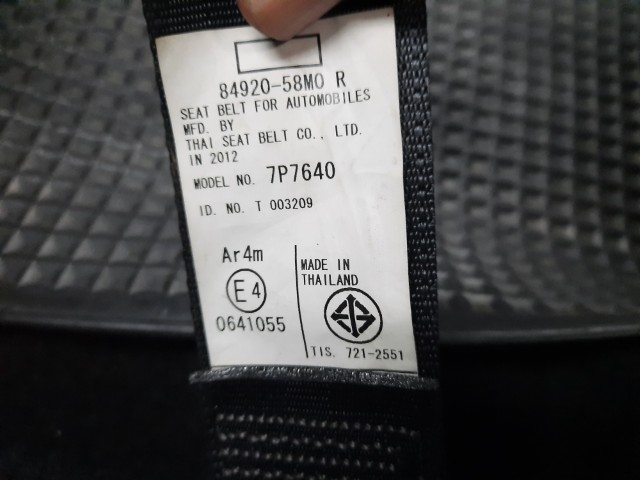 84920-58M0 R
SEAT BELT FOR AUTOMOBILES
MFD. BY
THAI SEAT BELT CO., LTD.
IN 2012
MODEL NO. 7P7640
ID. NO. T 003209
Ar4m
E4
0641055
MADE IN
THAILAND
TIS. 721-2551